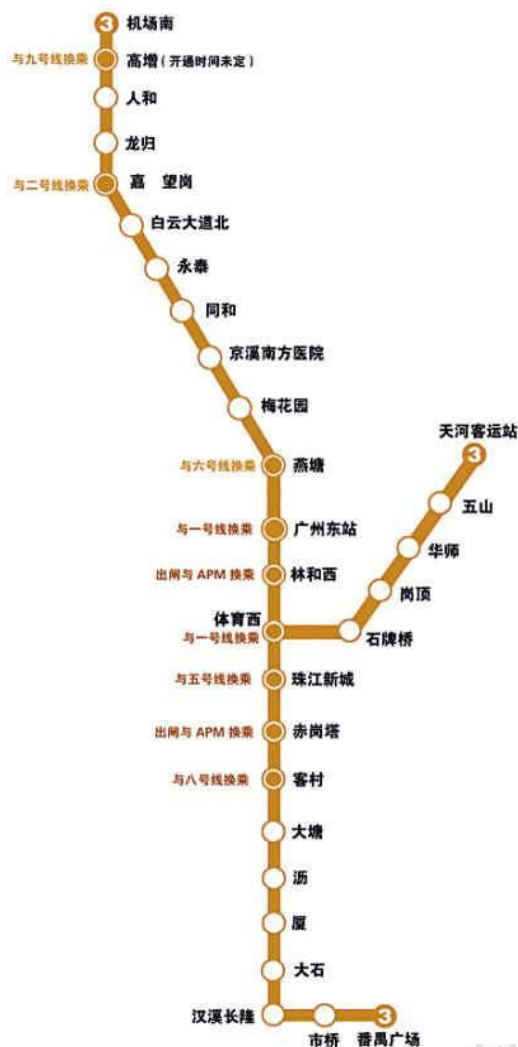 3 机场南
与九号线换乘 高增(开通时间未定)
人和
龙归
与二号线换乘 嘉 望岗
白云大道北
永泰
同和
京溪南方医院
梅花园
天河客运站
3
与六号线换乘 燕塘
五山
与一号线换乘 广州东站
华师
出闸与 APM 换乘 林和西
岗顶
体育西
与一号线换乘
石牌桥
与五号线换乘 珠江新城
出闸与 APM 换乘 赤岗塔
与八号线换乘 客村
大塘
沥
厦
大石
汉溪长隆
3
市桥 番禺广场